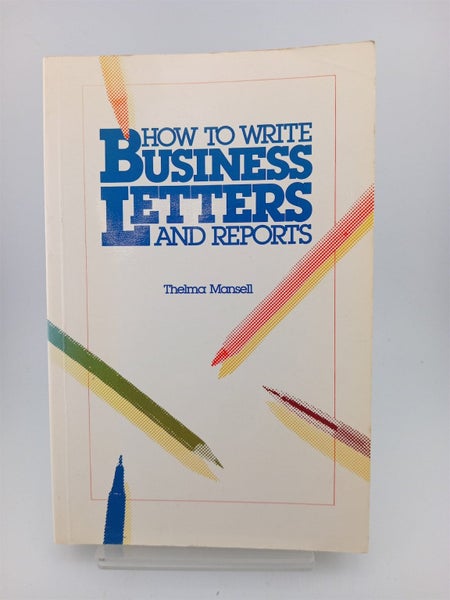 HOW TO WRITE
BUSINESS
LETTERS
AND REPORTS
Thelma Mansell